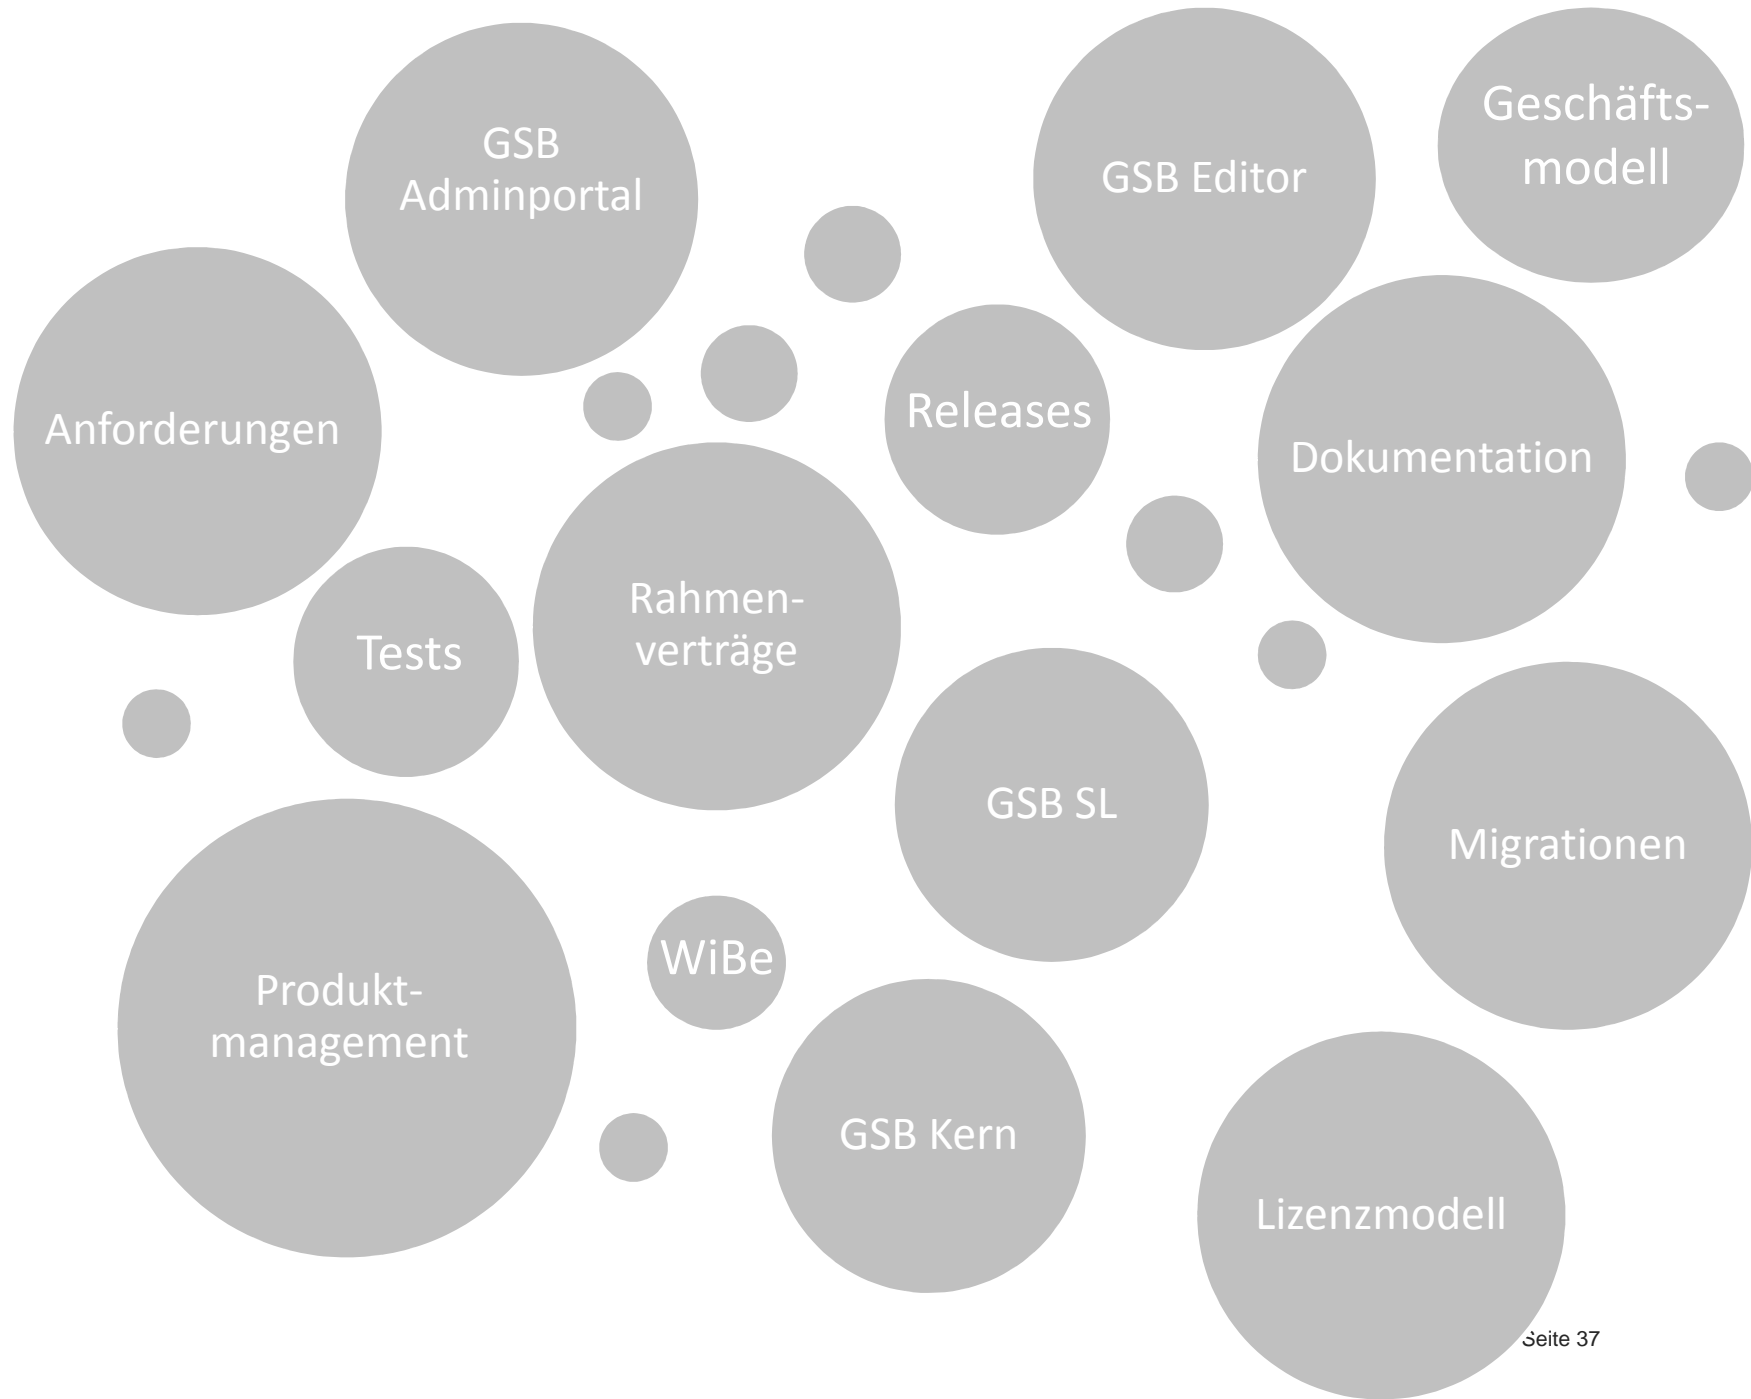 Geschäfts-
modell
GSB
Adminportal
GSB Editor
Releases
Anforderungen
Dokumentation
Rahmen-
verträge
Tests
GSB SL
Migrationen
WiBe
Produkt-
management
GSB Kern
Lizenzmodell
Seite 37